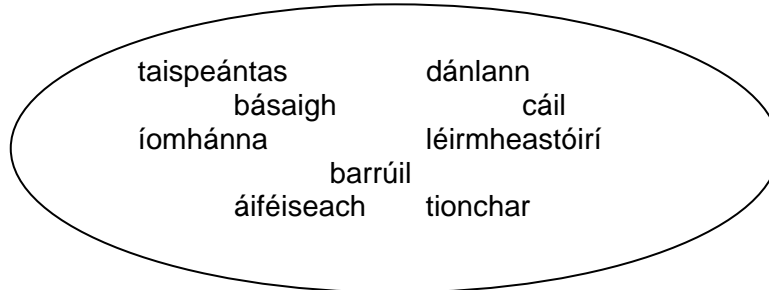 taispeántas dánlann
básaigh cáil
íomhánna léirmheastóirí
barrúil
áiféiseach tionchar